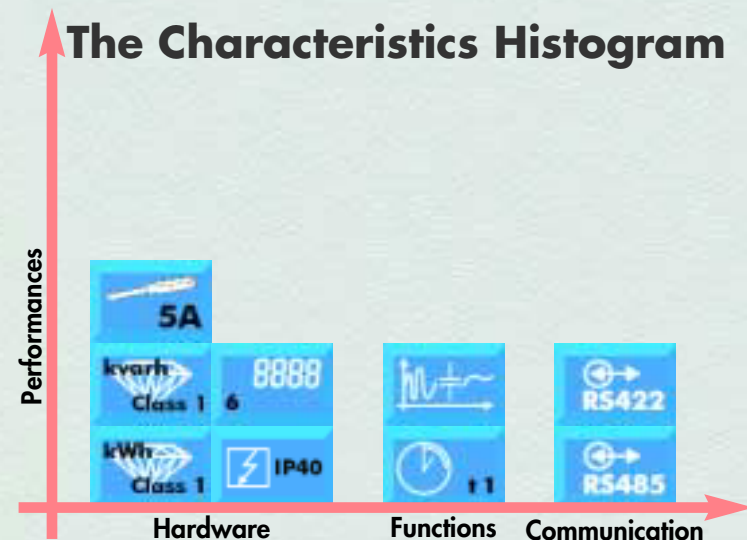 The Characteristics Histogram
Performances
5A
kvarh
Class 1
8888
6
kWh
Class 1
IP40
t1
RS422
RS485
Hardware
Functions
Communication